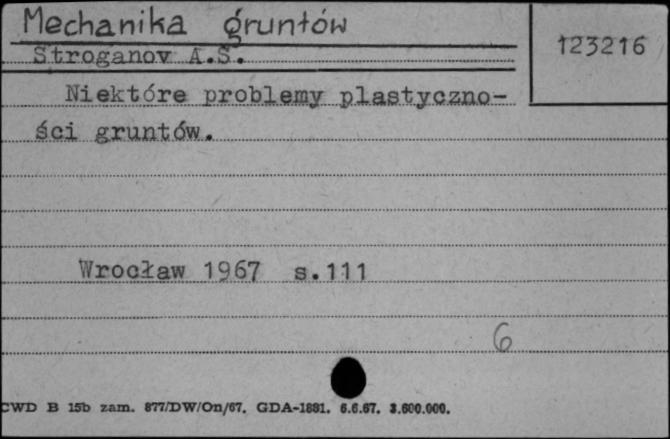 Mechanika gruntów
123216
Stroganov A.S.
Niektóre problemy plastyczno-
ści gruntów.
Wrocław 1967 s.111
6
CWD B 15b zam. 877/DW/On/67. GDA-1881. 6.6.67. 3.600.000.